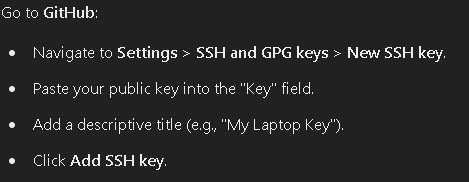 Go to GitHub:
• Navigate to Settings > SSH and GPG keys > New SSH key.
• Paste your public key into the "Key" field.
• Add a descriptive title (e.g., "My Laptop Key").
• Click Add SSH key.